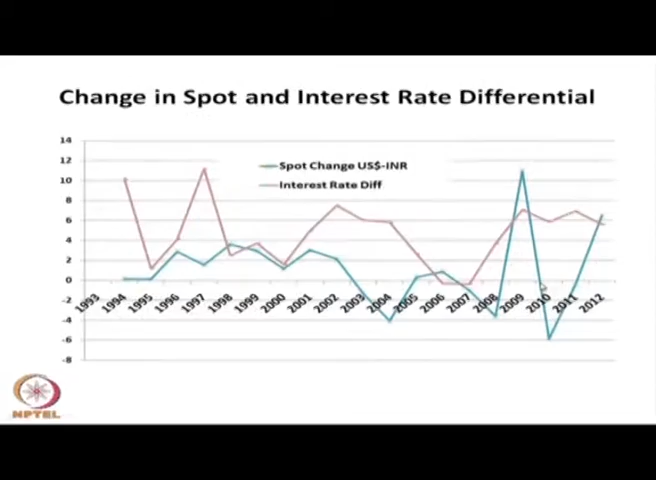 Change in Spot and Interest Rate Differential
14
12
10
8
6
4
2
0
-2
-4
-6
-8
Spot Change US$-INR
Interest Rate Diff
1993 1994 1995 1996 1997 1998 1999 2000 2001 2002 2003 2004 2005 2006 2007 2008 2009 2010 2011 2012
NPTEL